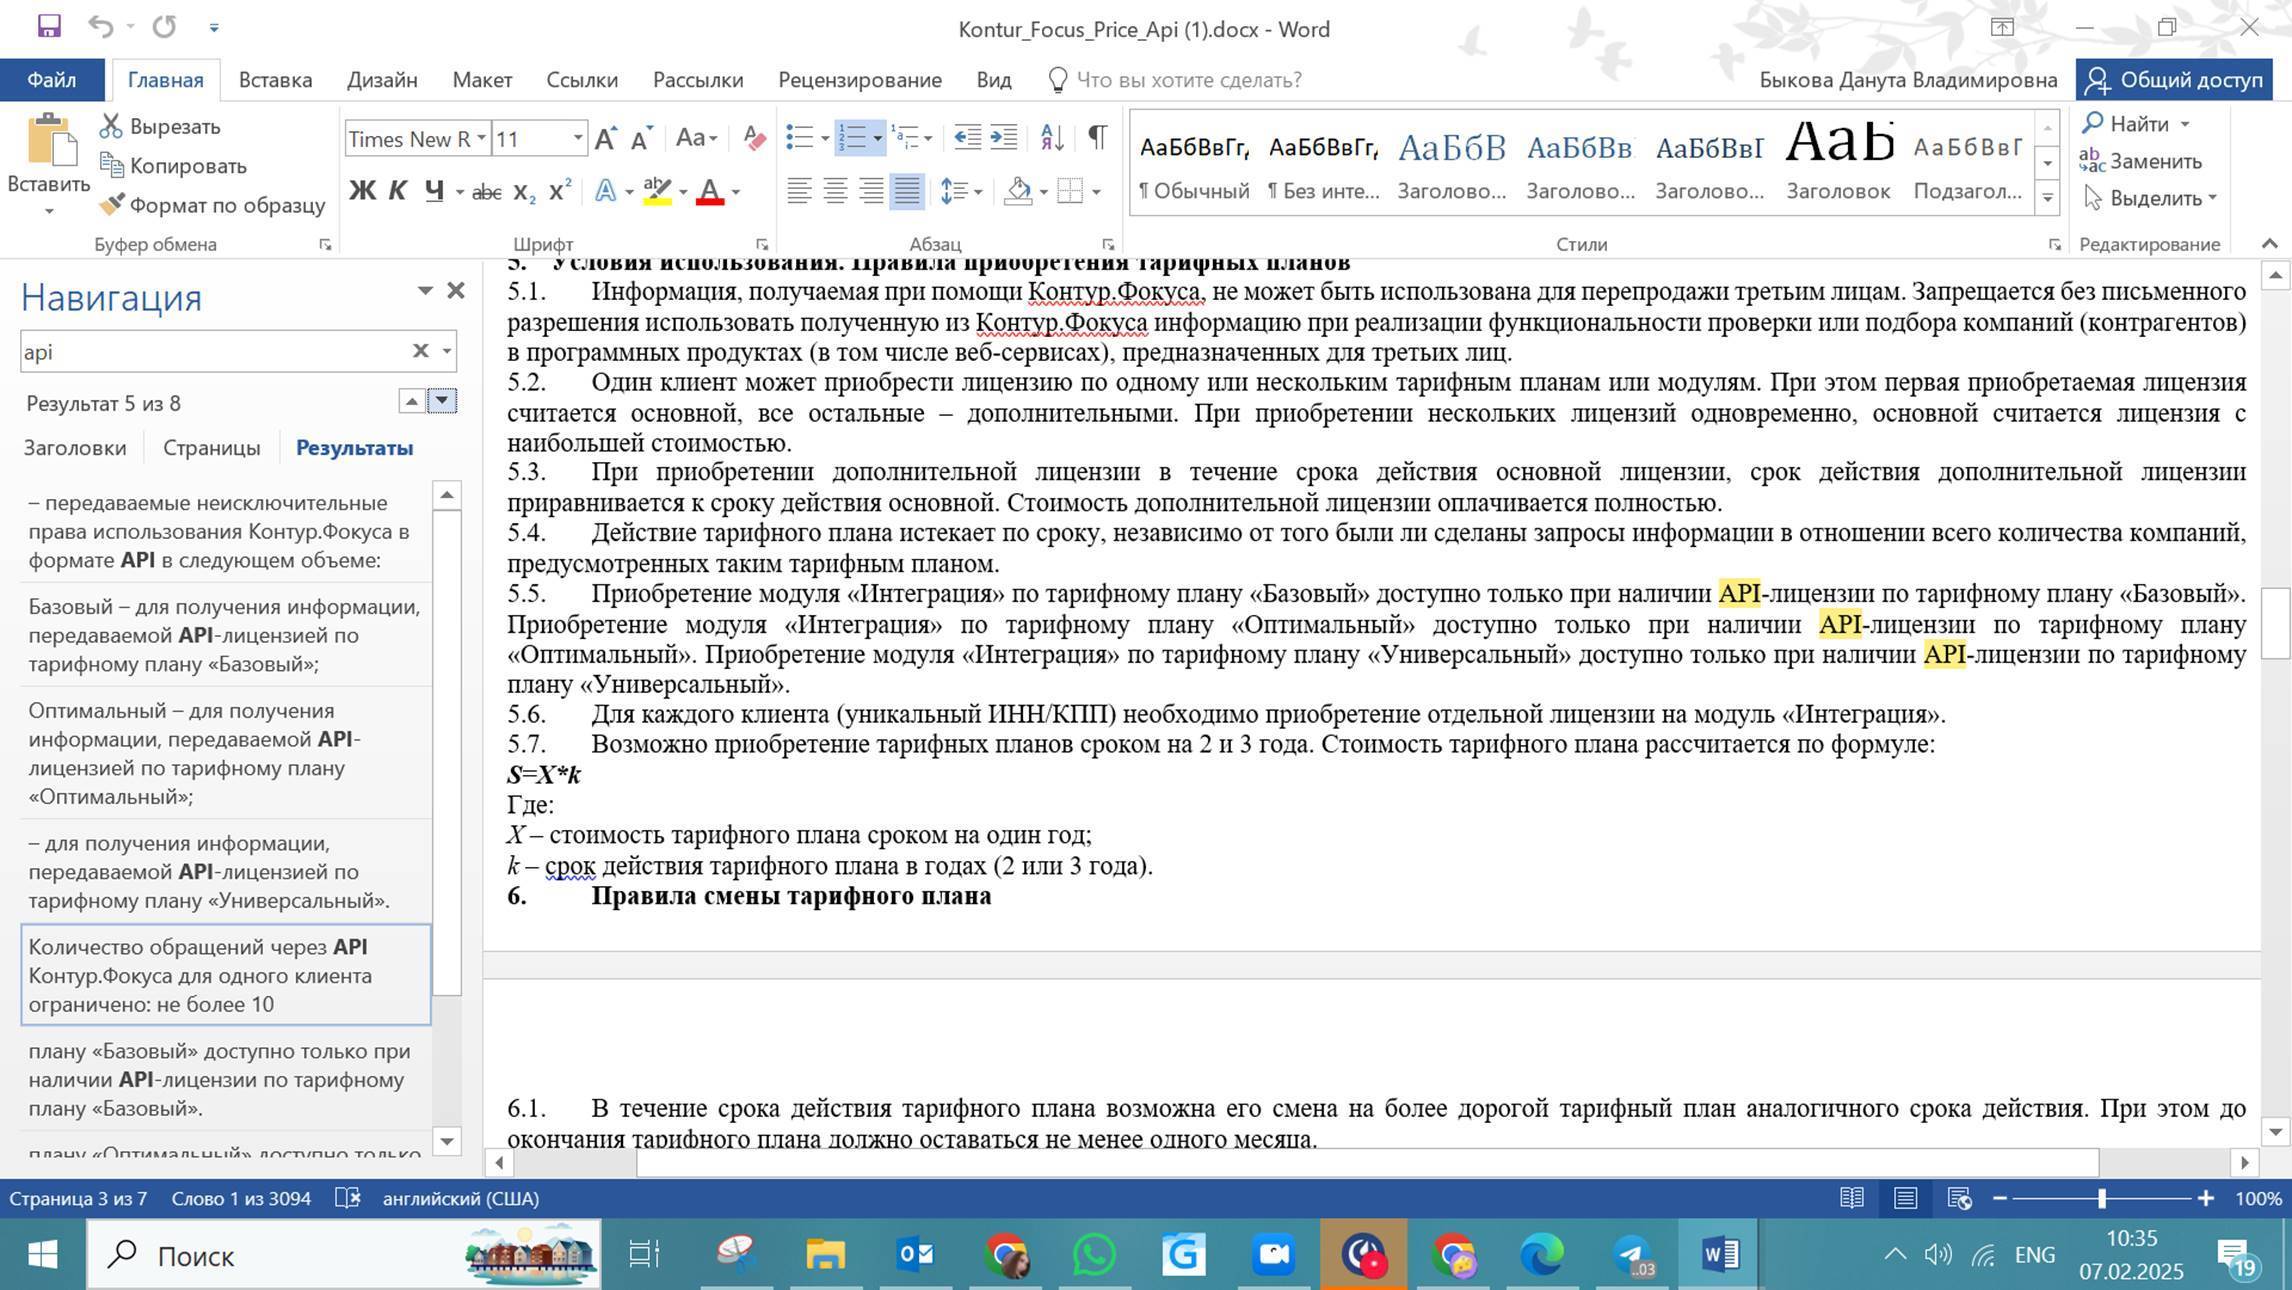 Kontur_Focus_Price_Api (1).docx - Word
Файл Главная Вставка Дизайн Макет Ссылки Рассылки Рецензирование Вид Что вы хотите сделать? Быкова Данута Владимировна Общий доступ
Вставить
Вырезать
Копировать
Формат по образцу
Буфер обмена
Times New R 11
Ж К Ч abc x₂ x²
Шрифт
Абзац
АаБбВвГг, АаБбВвГг, АаБбВ АаБбВв АаБбВвГ АаЬ АаБбВвГ
¶ Обычный ¶ Без инте... Заголово... Заголово... Заголово... Заголовок Подзагол...
Стили
Найти
Заменить
Выделить
Редактирование
Навигация
api
Результат 5 из 8
Заголовки Страницы Результаты
– передаваемые неисключительные
права использования Контур.Фокуса в
формате API в следующем объеме:
Базовый – для получения информации,
передаваемой API-лицензией по
тарифному плану «Базовый»;
Оптимальный – для получения
информации, передаваемой API-
лицензией по тарифному плану
«Оптимальный»;
– для получения информации,
передаваемой API-лицензией по
тарифному плану «Универсальный».
Количество обращений через API
Контур.Фокуса для одного клиента
ограничено: не более 10
плану «Базовый» доступно только при
наличии API-лицензии по тарифному
плану «Базовый».
плану «Оптимальный» доступно только
5. Условия использования. Правила приобретения тарифных планов
5.1. Информация, получаемая при помощи Контур.Фокуса, не может быть использована для перепродажи третьим лицам. Запрещается без письменного
разрешения использовать полученную из Контур.Фокуса информацию при реализации функциональности проверки или подбора компаний (контрагентов)
в программных продуктах (в том числе веб-сервисах), предназначенных для третьих лиц.
5.2. Один клиент может приобрести лицензию по одному или нескольким тарифным планам или модулям. При этом первая приобретаемая лицензия
считается основной, все остальные – дополнительными. При приобретении нескольких лицензий одновременно, основной считается лицензия с
наибольшей стоимостью.
5.3. При приобретении дополнительной лицензии в течение срока действия основной лицензии, срок действия дополнительной лицензии
приравнивается к сроку действия основной. Стоимость дополнительной лицензии оплачивается полностью.
5.4. Действие тарифного плана истекает по сроку, независимо от того были ли сделаны запросы информации в отношении всего количества компаний,
предусмотренных таким тарифным планом.
5.5. Приобретение модуля «Интеграция» по тарифному плану «Базовый» доступно только при наличии API-лицензии по тарифному плану «Базовый».
Приобретение модуля «Интеграция» по тарифному плану «Оптимальный» доступно только при наличии API-лицензии по тарифному плану
«Оптимальный». Приобретение модуля «Интеграция» по тарифному плану «Универсальный» доступно только при наличии API-лицензии по тарифному
плану «Универсальный».
5.6. Для каждого клиента (уникальный ИНН/КПП) необходимо приобретение отдельной лицензии на модуль «Интеграция».
5.7. Возможно приобретение тарифных планов сроком на 2 и 3 года. Стоимость тарифного плана рассчитается по формуле:
S=X*k
Где:
X – стоимость тарифного плана сроком на один год;
k – срок действия тарифного плана в годах (2 или 3 года).
6. Правила смены тарифного плана
6.1. В течение срока действия тарифного плана возможна его смена на более дорогой тарифный план аналогичного срока действия. При этом до
окончания тарифного плана должно оставаться не менее одного месяца.
Страница 3 из 7 Слово 1 из 3094 английский (США) 100%
Поиск
..03
ENG
10:35
07.02.2025
19